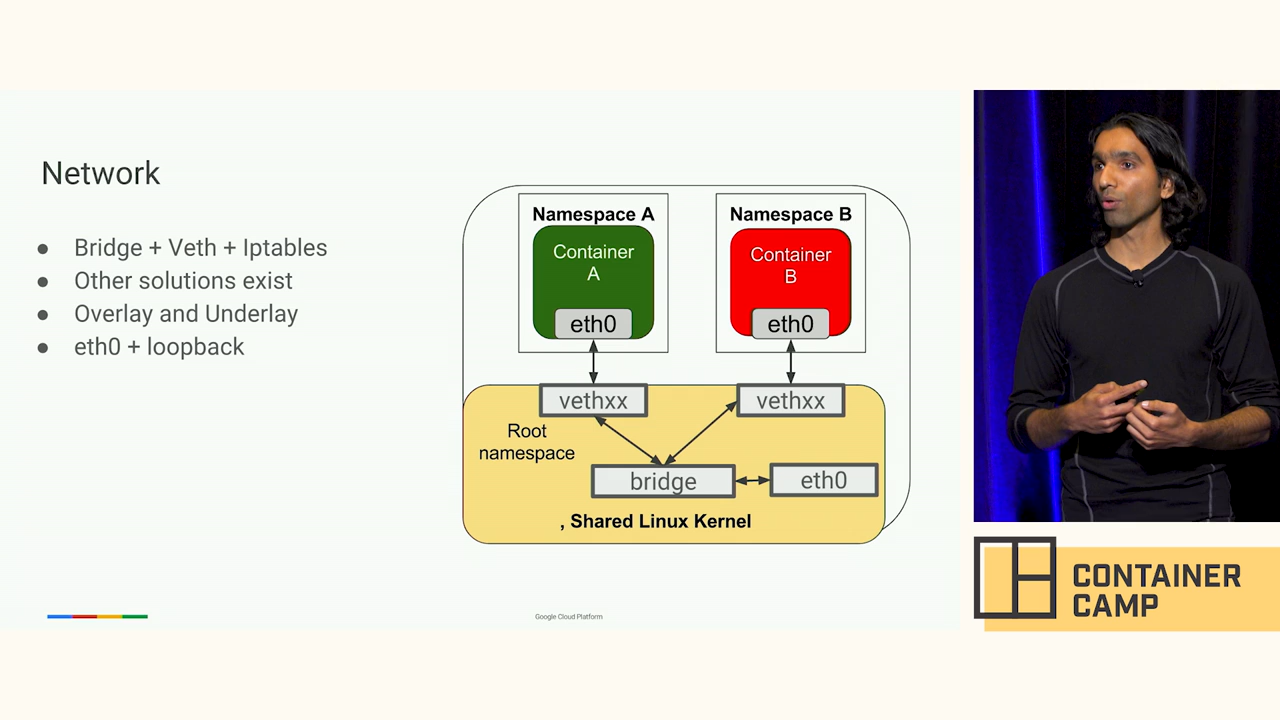 Network
● Bridge + Veth + Iptables
● Other solutions exist
● Overlay and Underlay
● eth0 + loopback
Namespace A
Container
A
eth0
Namespace B
Container
B
eth0
vethxx
vethxx
Root
namespace
bridge
eth0
, Shared Linux Kernel
Google Cloud Platform
CONTAINER
CAMP